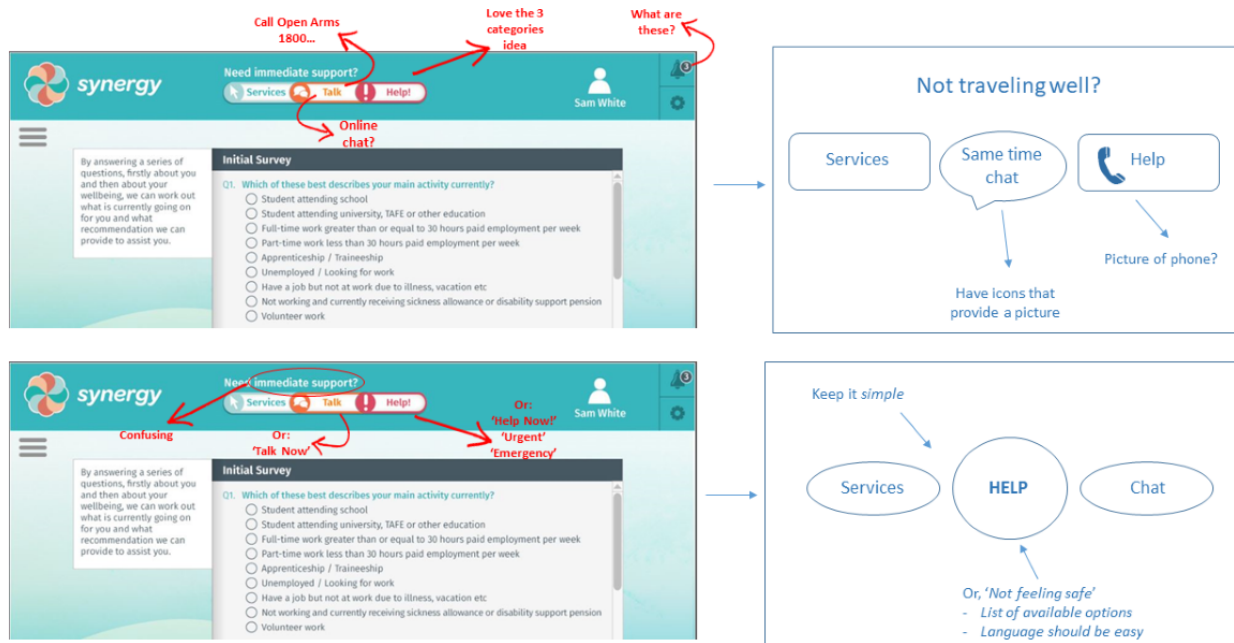 Call Open Arms
1800...
Love the 3
categories
idea
What are
these?
synergy
Need immediate support?
Services
Talk
Help!
Sam White
3
Online
chat?
By answering a series of
questions, firstly about you
and then about your
wellbeing, we can work out
what is currently going on
for you and what
recommendation we can
provide to assist you.
Initial Survey
Q1. Which of these best describes your main activity currently?
Student attending school
Student attending university, TAFE or other education
Full-time work greater than or equal to 30 hours paid employment per week
Part-time work less than 30 hours paid employment per week
Apprenticeship / Traineeship
Unemployed / Looking for work
Have a job but not at work due to illness, vacation etc
Not working and currently receiving sickness allowance or disability support pension
Volunteer work
Not traveling well?
Services
Same time
chat
Help
Picture of phone?
Have icons that
provide a picture
synergy
Need immediate support?
Services
Talk
Help!
Sam White
3
Confusing
Or:
'Talk Now'
Or:
'Help Now!'
'Urgent'
'Emergency'
By answering a series of
questions, firstly about you
and then about your
wellbeing, we can work out
what is currently going on
for you and what
recommendation we can
provide to assist you.
Initial Survey
Q1. Which of these best describes your main activity currently?
Student attending school
Student attending university, TAFE or other education
Full-time work greater than or equal to 30 hours paid employment per week
Part-time work less than 30 hours paid employment per week
Apprenticeship / Traineeship
Unemployed / Looking for work
Have a job but not at work due to illness, vacation etc
Not working and currently receiving sickness allowance or disability support pension
Volunteer work
Keep it simple
Services
HELP
Chat
Or, 'Not feeling safe'
- List of available options
- Language should be easy